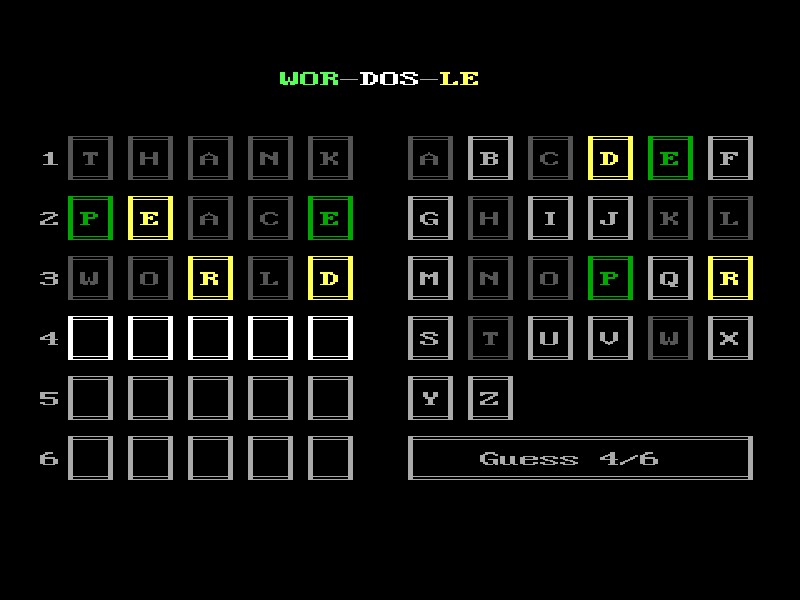 WOR-DOS-LE
1 T H A N K A B C D E F
2 P E A C E G H I J K L
3 W O R L D M N O P Q R
4 S T U V W X
5 Y Z
6 Guess 4/6